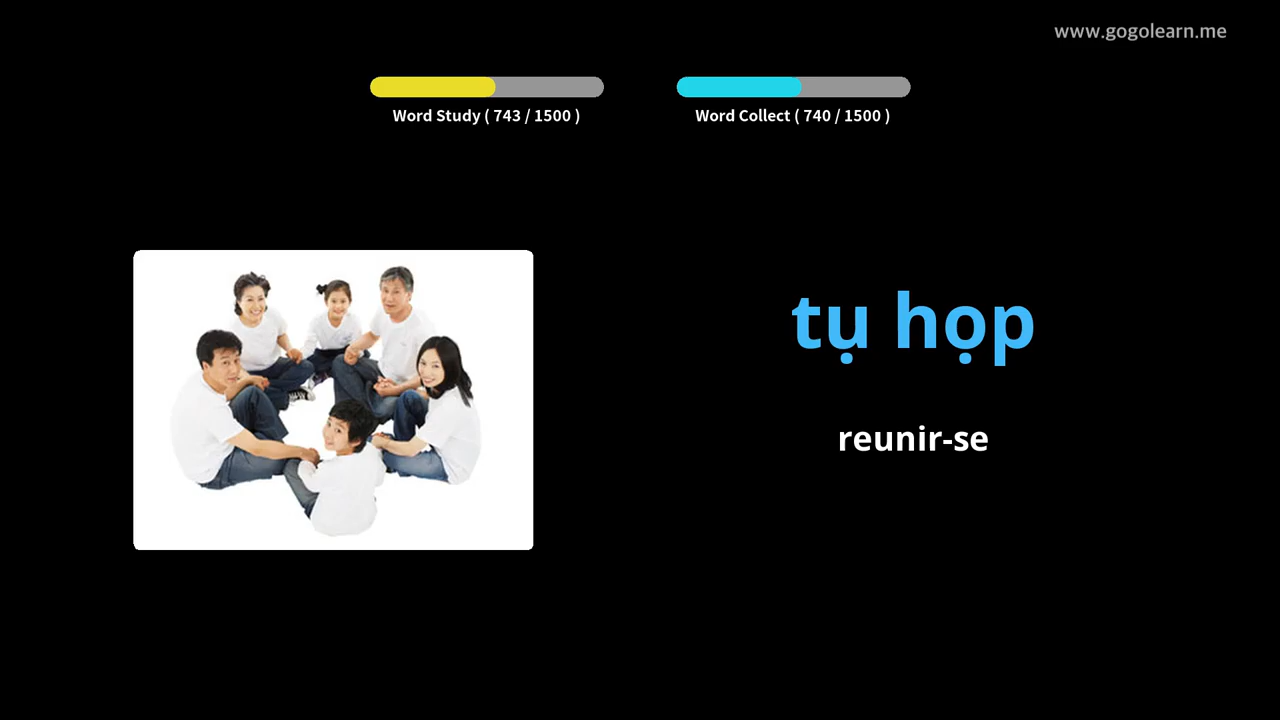 www.gogolearn.me
Word Study ( 743 / 1500 )
Word Collect ( 740 / 1500 )
tụ họp
reunir-se